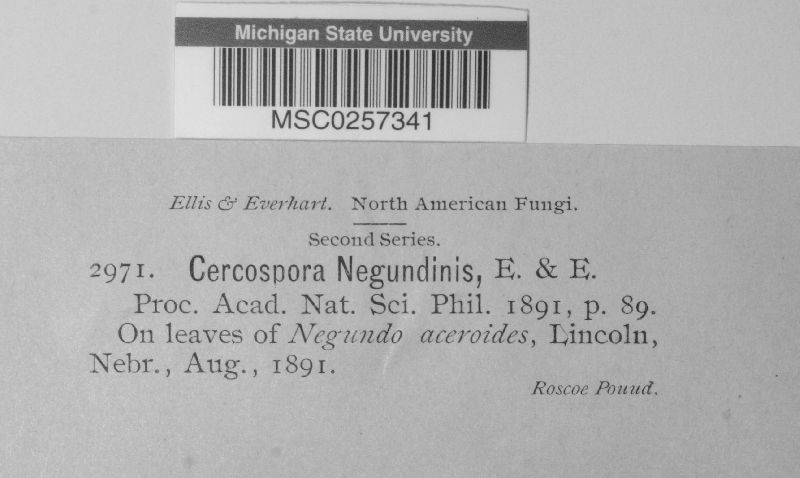 Michigan State University
MSC0257341
Ellis & Everhart. North American Fungi.
Second Series.
2971. Cercospora Negundinis, E. & E.
Proc. Acad. Nat. Sci. Phil. 1891, p. 89.
On leaves of Negundo aceroides, Lincoln,
Nebr., Aug., 1891.
Roscoe Pound.